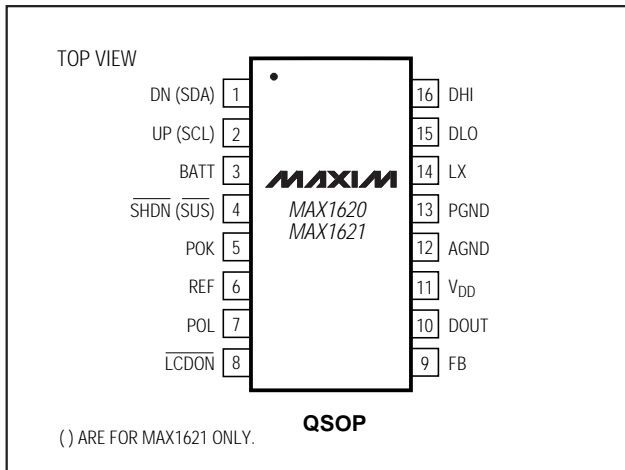 TOP VIEW
DN (SDA) 1
UP (SCL) 2
BATT 3
SHDN (SUS) 4
POK 5
REF 6
POL 7
LCDON 8
MAXIM
MAX1620
MAX1621
16 DHI
15 DLO
14 LX
13 PGND
12 AGND
11 VDD
10 DOUT
9 FB
QSOP
( ) ARE FOR MAX1621 ONLY.